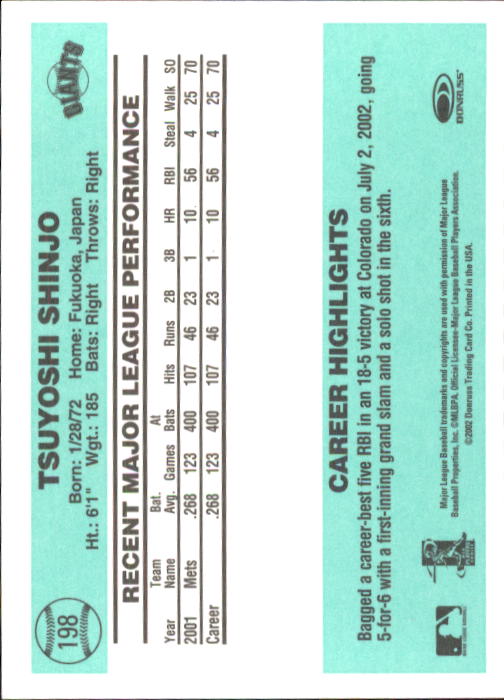 198
TSUYOSHI SHINJO
Born: 1/28/72 Home: Fukuoka, Japan
Ht.: 6'1" Wgt.: 185 Bats: Right Throws: Right
GIANTS
RECENT MAJOR LEAGUE PERFORMANCE
Team Bat. At
Year Name Avg. Games Bats Hits Runs 2B 3B HR RBI Steal Walk SO
2001 Mets .268 123 400 107 46 23 1 10 56 4 25 70
Career .268 123 400 107 46 23 1 10 56 4 25 70
CAREER HIGHLIGHTS
Bagged a career-best five RBI in an 18-5 victory at Colorado on July 2, 2002, going
5-for-6 with a first-inning grand slam and a solo shot in the sixth.
Major League Baseball trademarks and copyrights are used with permission of Major League
Baseball Properties, Inc. ©MLBPA, Official Licensee-Major League Baseball Players Association.
©2002 Donruss Trading Card Co. Printed in the USA.
DONRUSS